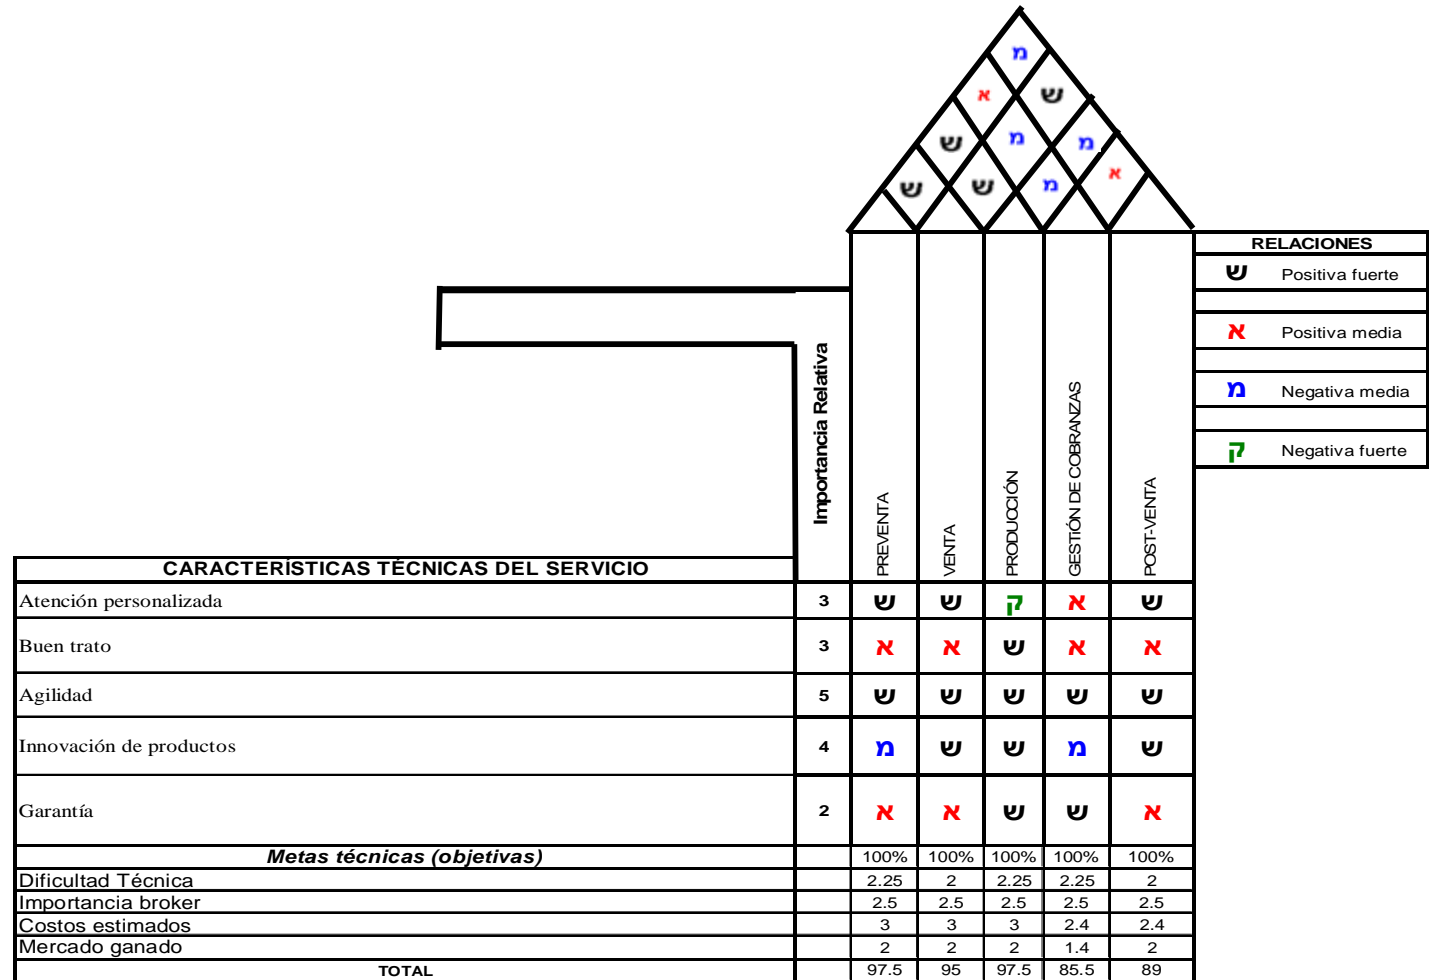 מ
א ש
ש מ מ
ש ש מ א
RELACIONES
ש Positiva fuerte
א Positiva media
מ Negativa media
ק Negativa fuerte
Importancia Relativa
PREVENTA
VENTA
PRODUCCIÓN
GESTIÓN DE COBRANZAS
POST-VENTA
CARACTERÍSTICAS TÉCNICAS DEL SERVICIO
Atención personalizada 3 ש ש ק א ש
Buen trato 3 א א ש א א
Agilidad 5 ש ש ש ש ש
Innovación de productos 4 מ ש ש מ ש
Garantía 2 א א ש ש א
Metas técnicas (objetivas) 100% 100% 100% 100% 100%
Dificultad Técnica 2.25 2 2.25 2.25 2
Importancia broker 2.5 2.5 2.5 2.5 2.5
Costos estimados 3 3 3 2.4 2.4
Mercado ganado 2 2 2 1.4 2
TOTAL 97.5 95 97.5 85.5 89